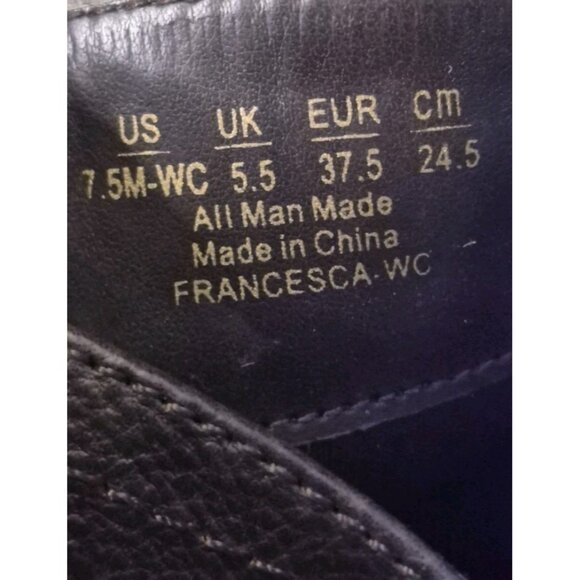 US UK EUR cm
7.5M-WC 5.5 37.5 24.5
All Man Made
Made in China
FRANCESCA-WC